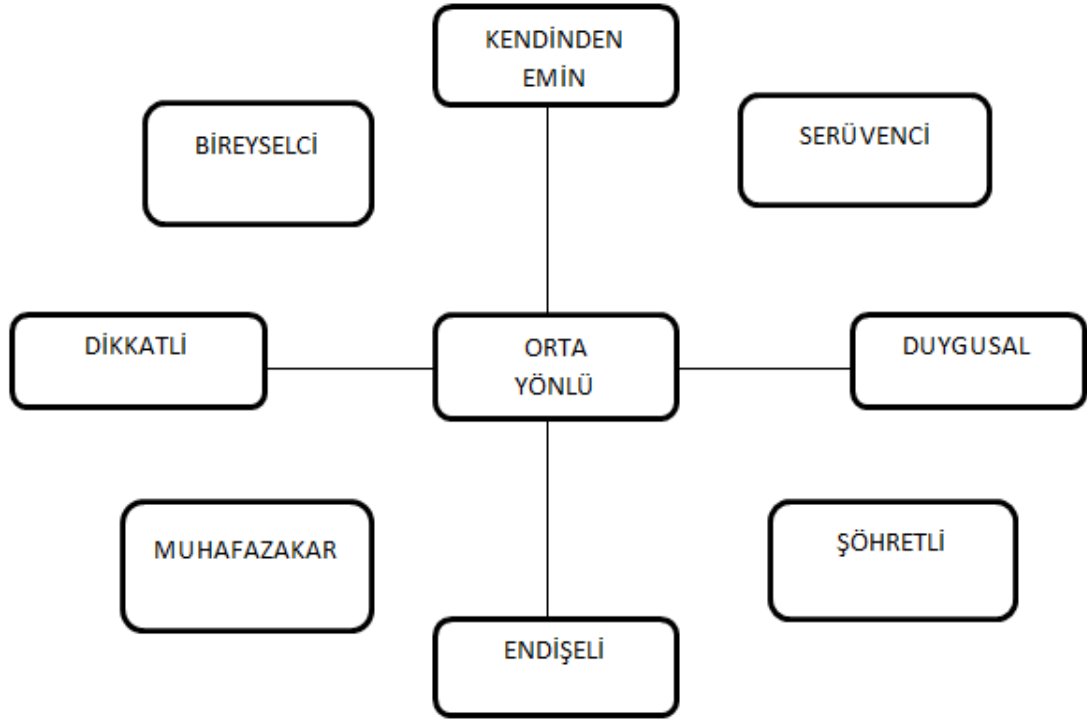 KENDİNDEN
EMİN
BİREYSELCİ
SERÜVENCİ
DİKKATLİ
ORTA
YÖNLÜ
DUYGUSAL
MUHAFAZAKAR
ŞÖHRETLİ
ENDİŞELİ